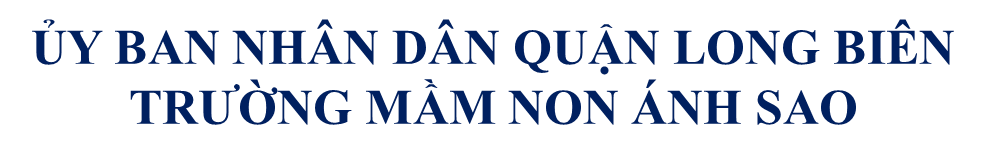 ỦY BAN NHÂN DÂN QUẬN LONG BIÊN
TRƯỜNG MẦM NON ÁNH SAO